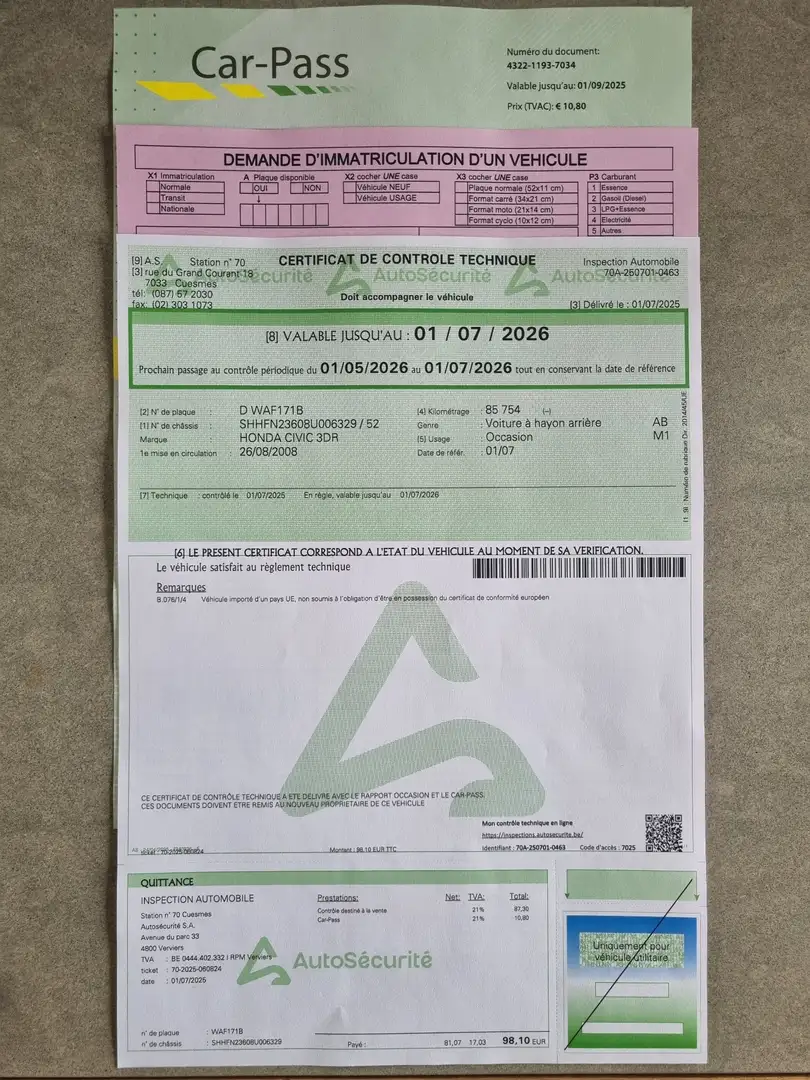 Car-Pass
Numéro du document:
4322-1193-7034
Valable jusqu'au: 01/09/2025
Prix (TVAC): € 10,80
DEMANDE D'IMMATRICULATION D'UN VEHICULE
X1 Immatriculation
Normale
Transit
Nationale
A Plaque disponible
OUI NON
X2 cocher UNE case
Véhicule NEUF
Véhicule USAGE
X3 cocher UNE case
Plaque normale (52x11 cm)
Format carré (34x21 cm)
Format moto (21x14 cm)
Format cyclo (10x12 cm)
P3 Carburant
1 Essence
2 Gasoil (Diesel)
3 LPG+Essence
4 Electricité
5 Autres
[9] A.S. Station n° 70
[3] rue du Grand Courant 18
7033 Cuesmes
tél: (087) 57 2030
fax: (02) 303 1073
CERTIFICAT DE CONTROLE TECHNIQUE
AutoSécurité AutoSécurité
Doit accompagner le véhicule
Inspection Automobile
70A-250701-0463
[3] Délivré le : 01/07/2025
[8] VALABLE JUSQU'AU : 01 / 07 / 2026
Prochain passage au contrôle périodique du 01/05/2026 au 01/07/2026 tout en conservant la date de référence
[2] N° de plaque : D WAF171B
[1] N° de châssis : SHHFN23608U006329 / 52
Marque HONDA CIVIC 3DR
1e mise en circulation : 26/08/2008
[4] Kilométrage : 85 754 (--)
Genre : Voiture à hayon arrière AB
[5] Usage : Occasion M1
Date de référ. : 01/07
[7] Technique : contrôlé le 01/07/2025 En règle, valable jusqu'au 01/07/2026
[6] LE PRESENT CERTIFICAT CORRESPOND A L'ETAT DU VEHICULE AU MOMENT DE SA VERIFICATION.
Le véhicule satisfait au règlement technique
Remarques
B.076/1/4 Véhicule importé d'un pays UE, non soumis à l'obligation d'être en possession du certificat de conformité européen
CE CERTIFICAT DE CONTRÔLE TECHNIQUE A ETE DELIVRE AVEC LE RAPPORT OCCASION ET LE CAR-PASS.
CES DOCUMENTS DOIVENT ETRE REMIS AU NOUVEAU PROPRIETAIRE DE CE VEHICULE
Mon contrôle technique en ligne
https://inspections.autosecurite.be/
Identifiant : 70A-250701-0463 Code d'accès : 7025
ticket : 70-2025-060824
Montant : 98,10 EUR TTC
QUITTANCE
INSPECTION AUTOMOBILE
Station n° 70 Cuesmes
Autosécurité S.A.
Avenue du parc 33
4800 Verviers
TVA : BE 0444.402.332 / RPM Verviers
ticket : 70-2025-060824
date : 01/07/2025
Prestations: Net: TVA: Total:
Contrôle destiné à la vente 21% 87,30
Car-Pass 21% 10,80
AutoSécurité
n° de plaque : WAF171B
n° de châssis : SHHFN23608U006329
Payé : 81,07 17,03 98,10 EUR
Uniquement pour
véhicule utilitaire